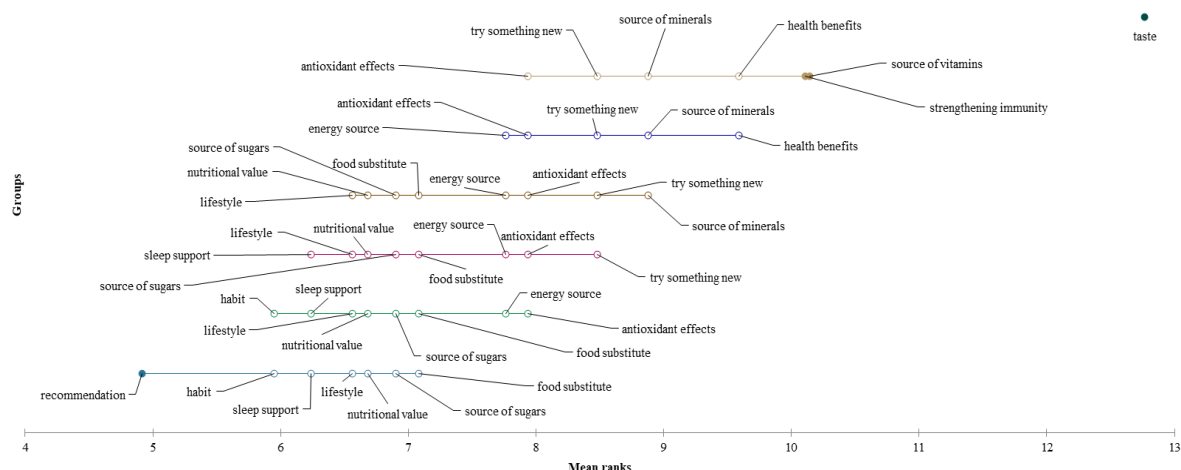 source of minerals
health benefits
try something new
taste
antioxidant effects
source of vitamins
strengthening immunity
antioxidant effects
try something new
source of minerals
energy source
health benefits
source of sugars
food substitute
nutritional value
energy source
antioxidant effects
try something new
lifestyle
source of minerals
lifestyle
nutritional value
energy source
antioxidant effects
sleep support
food substitute
try something new
source of sugars
habit
sleep support
energy source
lifestyle
antioxidant effects
nutritional value
source of sugars
food substitute
recommendation
habit
sleep support
lifestyle
nutritional value
source of sugars
food substitute
Groups
4 5 6 7 8 9 10 11 12 13
Mean ranks